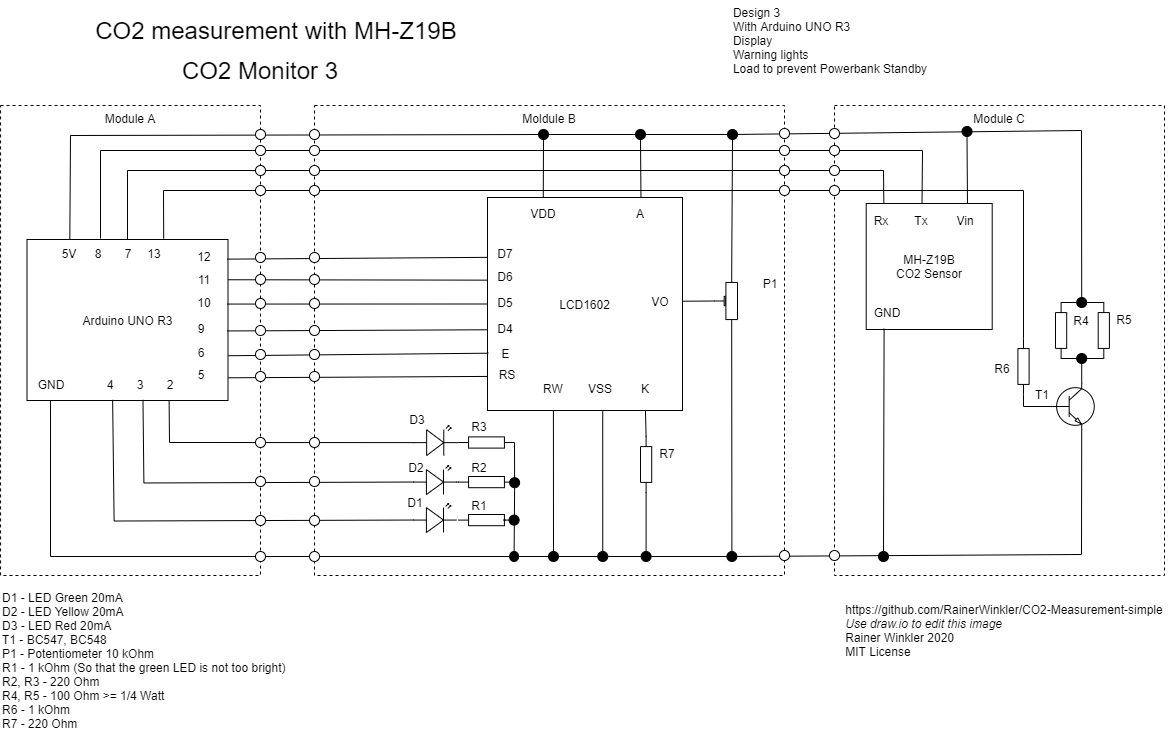 CO2 measurement with MH-Z19B
CO2 Monitor 3
Design 3
With Arduino UNO R3
Display
Warning lights
Load to prevent Powerbank Standby
Module A
Moldule B
Module C
5V 8 7 13
12
11
10
9
6
5
Arduino UNO R3
GND 4 3 2
VDD A
D7
D6
D5
D4
E
RS
LCD1602
VO
RW VSS K
P1
D3 R3
D2 R2
D1 R1
R7
Rx Tx Vin
MH-Z19B
CO2 Sensor
GND
R4 R5
R6
T1
D1 - LED Green 20mA
D2 - LED Yellow 20mA
D3 - LED Red 20mA
T1 - BC547, BC548
P1 - Potentiometer 10 kOhm
R1 - 1 kOhm (So that the green LED is not too bright)
R2, R3 - 220 Ohm
R4, R5 - 100 Ohm >= 1/4 Watt
R6 - 1 kOhm
R7 - 220 Ohm
https://github.com/RainerWinkler/CO2-Measurement-simple
Use draw.io to edit this image
Rainer Winkler 2020
MIT License